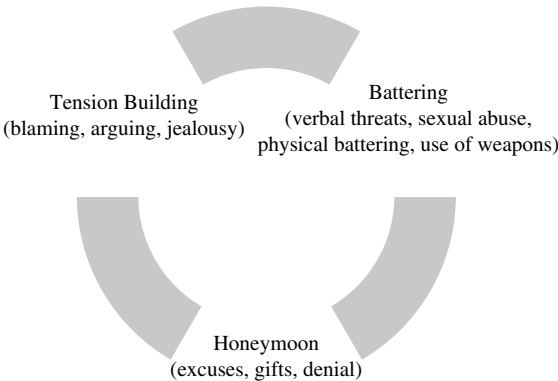 Tension Building
(blaming, arguing, jealousy)
Battering
(verbal threats, sexual abuse,
physical battering, use of weapons)
Honeymoon
(excuses, gifts, denial)